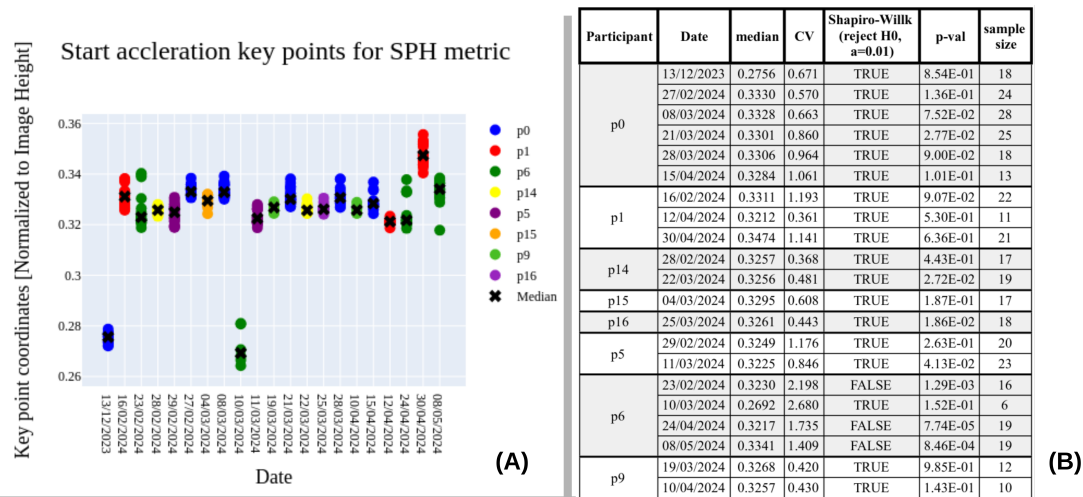 Start accleration key points for SPH metric
Key point coordinates [Normalized to Image Height]
0.36
0.34
0.32
0.3
0.28
0.26
13/12/2023
16/02/2024
23/02/2024
28/02/2024
29/02/2024
27/02/2024
04/03/2024
08/03/2024
10/03/2024
11/03/2024
19/03/2024
21/03/2024
22/03/2024
25/03/2024
28/03/2024
10/04/2024
15/04/2024
12/04/2024
24/04/2024
30/04/2024
08/05/2024
Date
p0
p1
p6
p14
p5
p15
p9
p16
Median
(A)
Participant Date median CV Shapiro-Willk (reject H0, a=0.01) p-val sample size
p0
13/12/2023 0.2756 0.671 TRUE 8.54E-01 18
27/02/2024 0.3330 0.570 TRUE 1.36E-01 24
08/03/2024 0.3328 0.663 TRUE 7.52E-02 28
21/03/2024 0.3301 0.860 TRUE 2.77E-02 25
28/03/2024 0.3306 0.964 TRUE 9.00E-02 18
15/04/2024 0.3284 1.061 TRUE 1.01E-01 13
p1
16/02/2024 0.3311 1.193 TRUE 9.07E-02 22
12/04/2024 0.3212 0.361 TRUE 5.30E-01 11
30/04/2024 0.3474 1.141 TRUE 6.36E-01 21
p14
28/02/2024 0.3257 0.368 TRUE 4.43E-01 17
22/03/2024 0.3256 0.481 TRUE 2.72E-02 19
p15 04/03/2024 0.3295 0.608 TRUE 1.87E-01 17
p16 25/03/2024 0.3261 0.443 TRUE 1.86E-02 18
p5
29/02/2024 0.3249 1.176 TRUE 2.63E-01 20
11/03/2024 0.3225 0.846 TRUE 4.13E-02 23
p6
23/02/2024 0.3230 2.198 FALSE 1.29E-03 16
10/03/2024 0.2692 2.680 TRUE 1.52E-01 6
24/04/2024 0.3217 1.735 FALSE 7.74E-05 19
08/05/2024 0.3341 1.409 FALSE 8.46E-04 19
p9
19/03/2024 0.3268 0.420 TRUE 9.85E-01 12
10/04/2024 0.3257 0.430 TRUE 1.43E-01 10
(B)